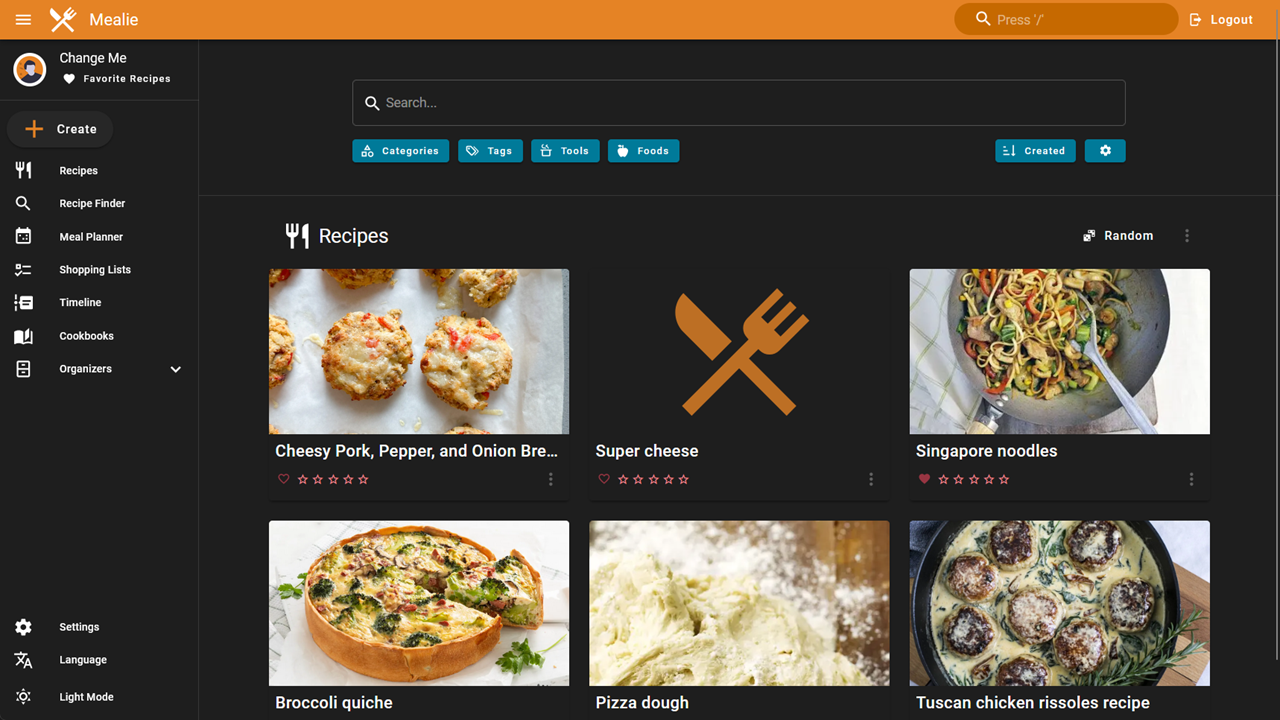 Mealie
Press '/'
Logout
Change Me
Favorite Recipes
Create
Recipes
Recipe Finder
Meal Planner
Shopping Lists
Timeline
Cookbooks
Organizers
Settings
Language
Light Mode
Search...
Categories
Tags
Tools
Foods
Created
Recipes
Random
Cheesy Pork, Pepper, and Onion Bre...
Super cheese
Singapore noodles
Broccoli quiche
Pizza dough
Tuscan chicken rissoles recipe